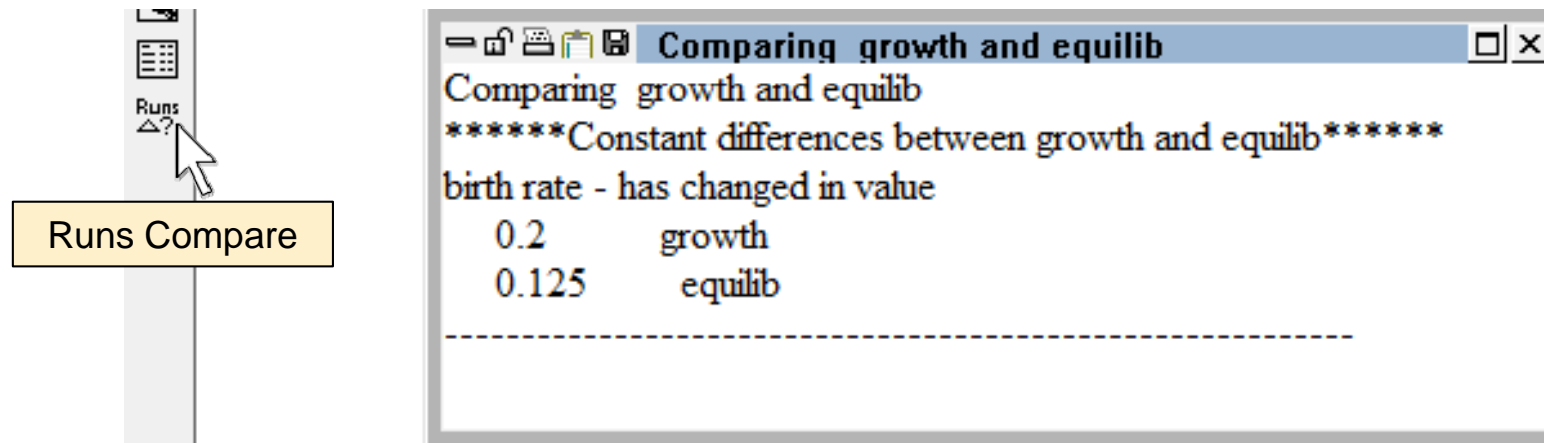 Runs
△?
Runs Compare
Comparing growth and equilib
Comparing growth and equilib
******Constant differences between growth and equilib******
birth rate - has changed in value
0.2 growth
0.125 equilib
-----------------------------------------------------------